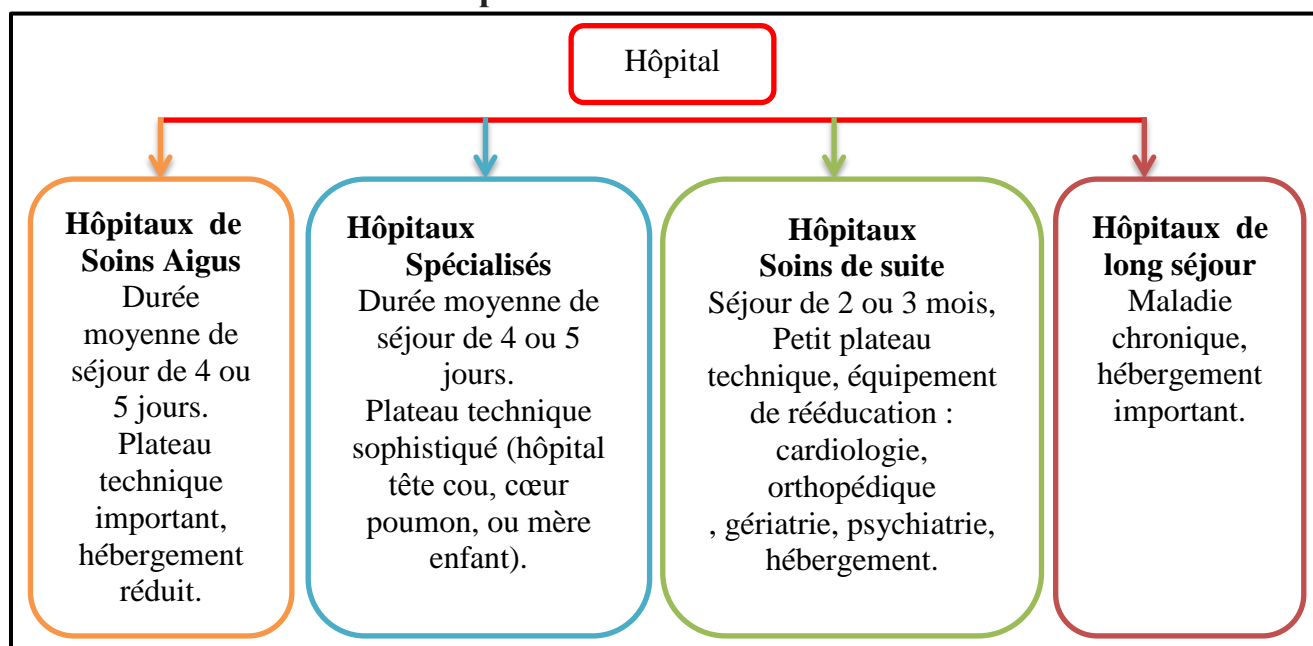 Hôpital
Hôpitaux de
Soins Aigus
Durée
moyenne de
séjour de 4 ou
5 jours.
Plateau
technique
important,
hébergement
réduit.
Hôpitaux
Spécialisés
Durée moyenne de
séjour de 4 ou 5
jours.
Plateau technique
sophistiqué (hôpital
tête cou, cœur
poumon, ou mère
enfant).
Hôpitaux
Soins de suite
Séjour de 2 ou 3 mois,
Petit plateau
technique, équipement
de rééducation :
cardiologie,
orthopédique
, gériatrie, psychiatrie,
hébergement.
Hôpitaux de
long séjour
Maladie
chronique,
hébergement
important.